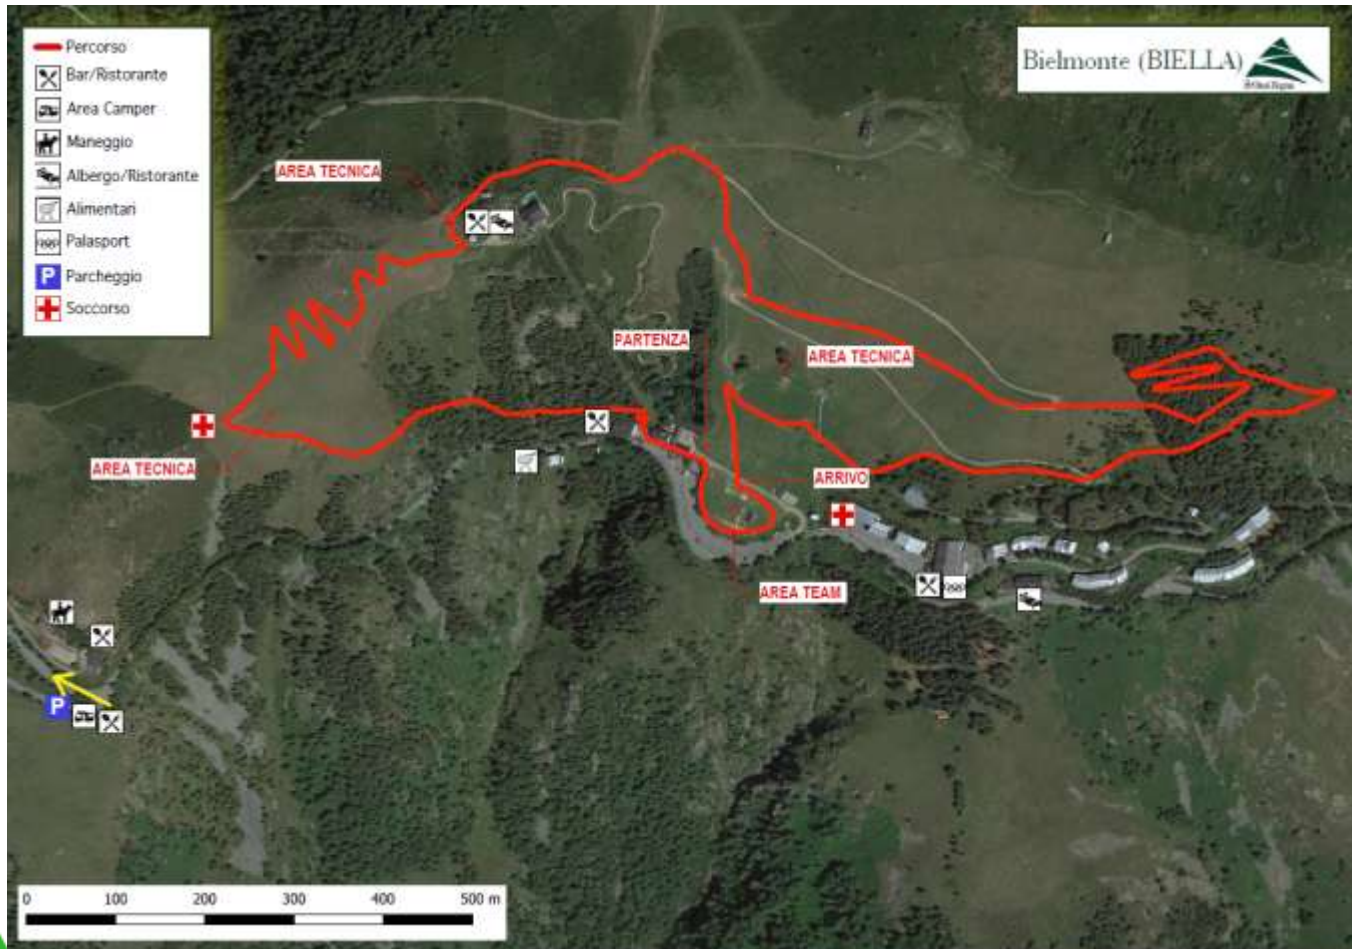 Percorso
Bar/Ristorante
Area Camper
Maneggio
Albergo/Ristorante
Alimentari
Palasport
P Parcheggio
Soccorso
Bielmonte (BIELLA)
AREA TECNICA
PARTENZA
AREA TECNICA
AREA TECNICA
ARRIVO
AREA TEAM
P
0 100 200 300 400 500 m